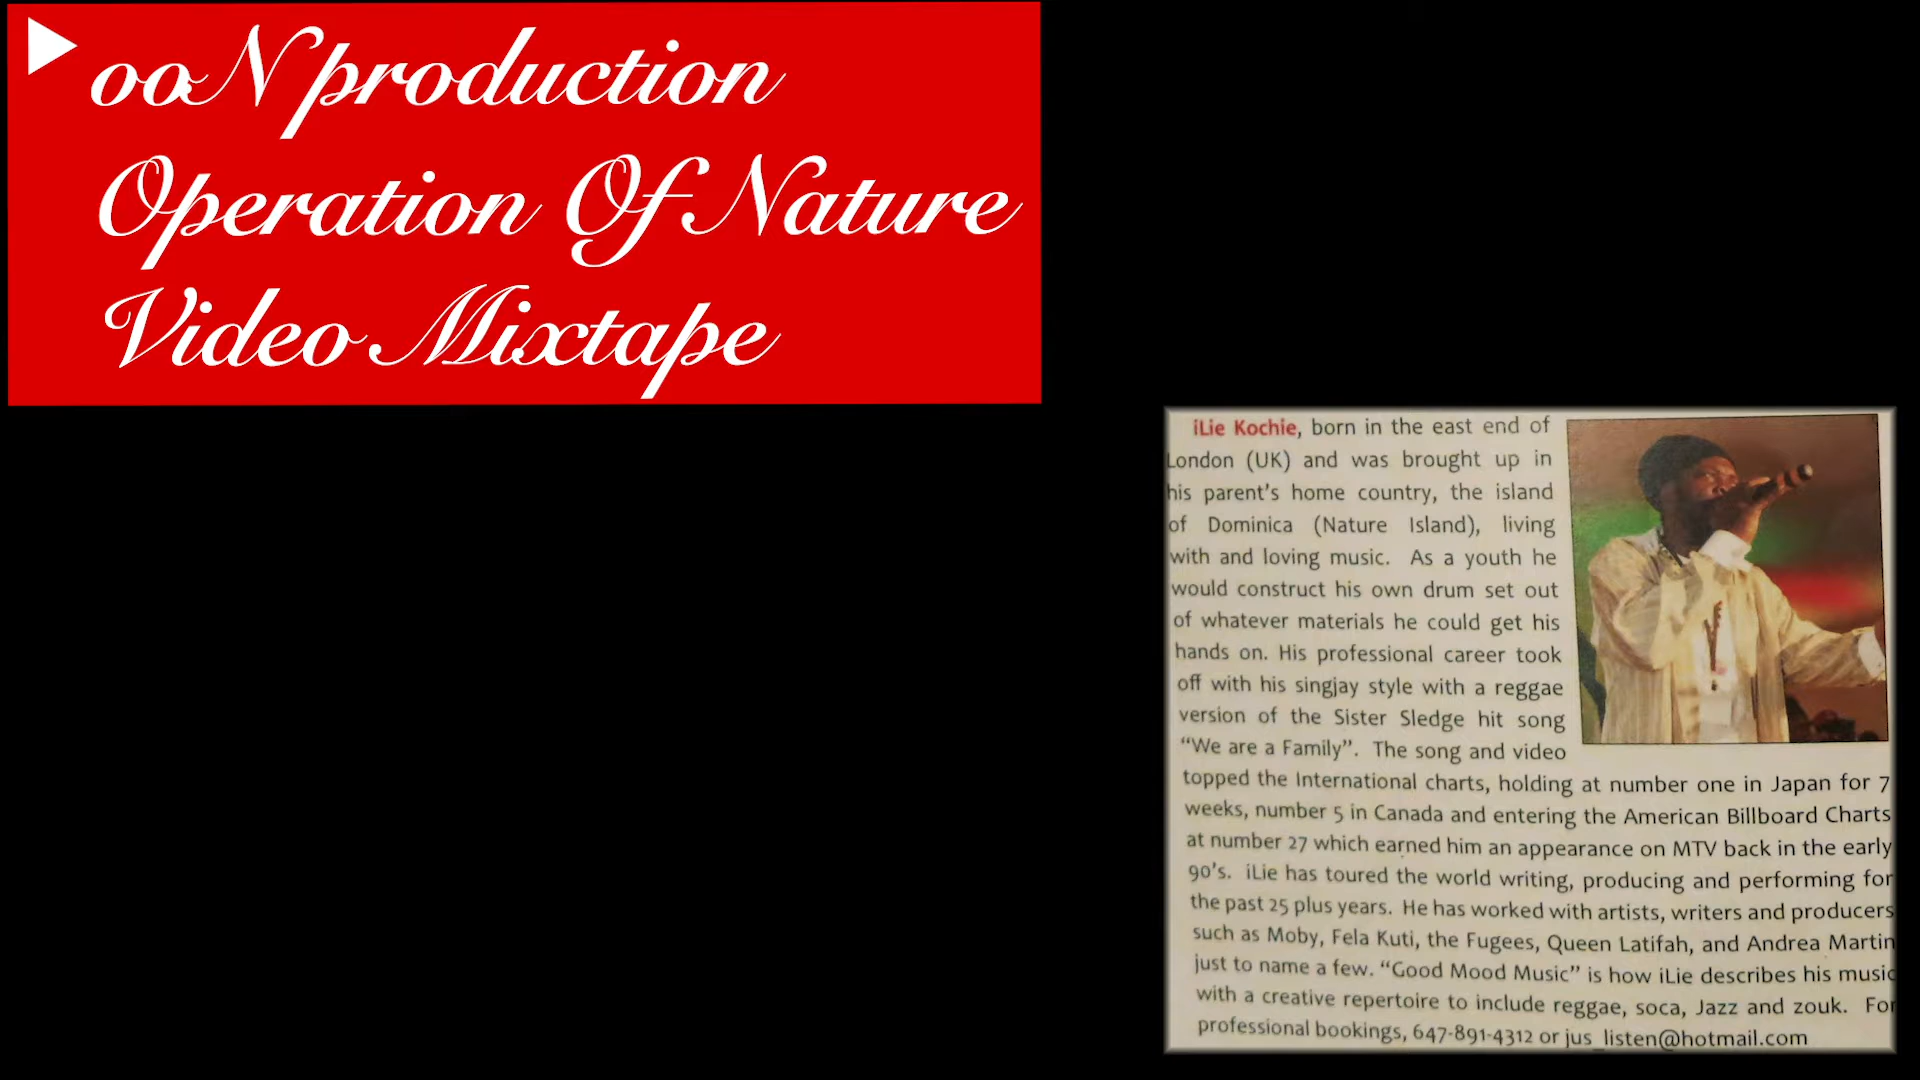 ooN production
Operation Of Nature
Video Mixtape
iLie Kochie, born in the east end of
London (UK) and was brought up in
his parent's home country, the island
of Dominica (Nature Island), living
with and loving music. As a youth he
would construct his own drum set out
of whatever materials he could get his
hands on. His professional career took
off with his singjay style with a reggae
version of the Sister Sledge hit song
“We are a Family”. The song and video
topped the International charts, holding at number one in Japan for 7
weeks, number 5 in Canada and entering the American Billboard Charts
at number 27 which earned him an appearance on MTV back in the early
90's. iLie has toured the world writing, producing and performing for
the past 25 plus years. He has worked with artists, writers and producers
such as Moby, Fela Kuti, the Fugees, Queen Latifah, and Andrea Martin
just to name a few. “Good Mood Music” is how iLie describes his music
with a creative repertoire to include reggae, soca, Jazz and zouk. For
professional bookings, 647-891-4312 or jus_listen@hotmail.com